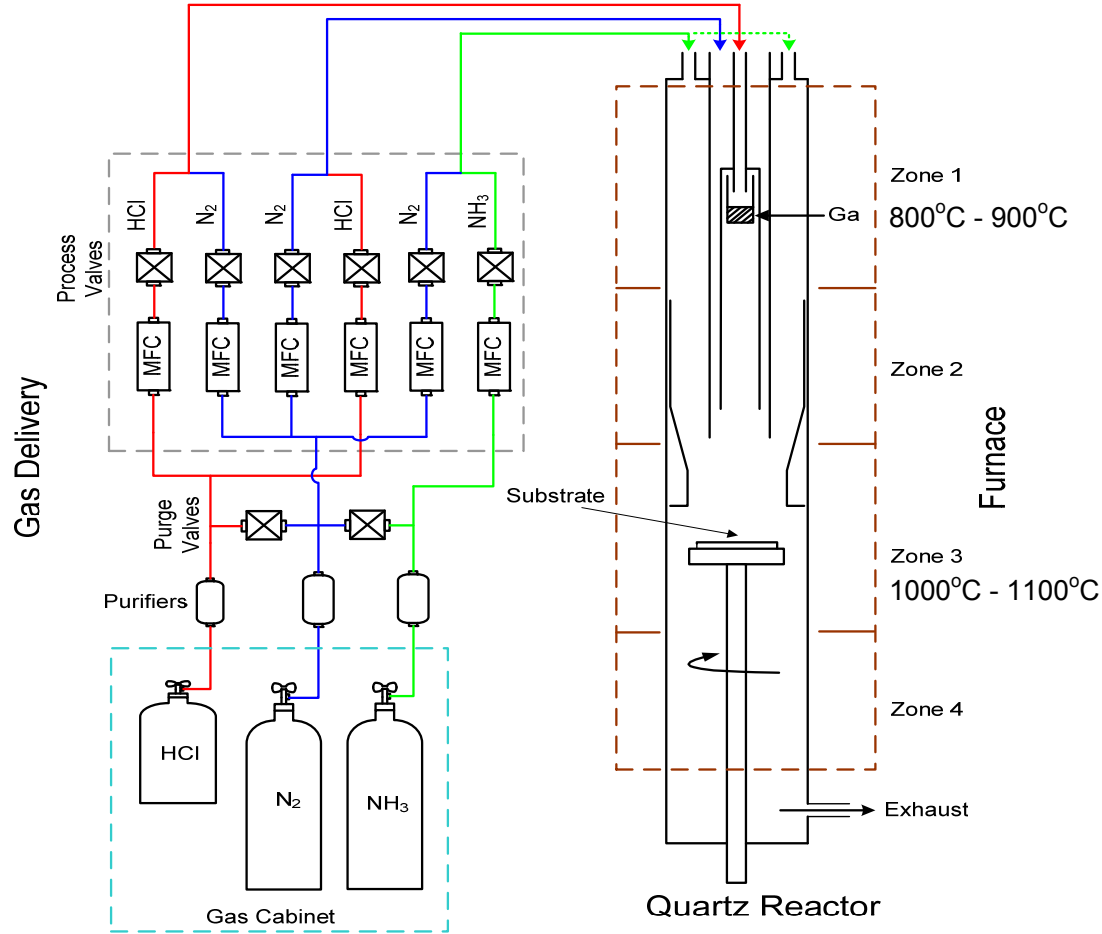 HCl
N₂
N₂
HCl
N₂
NH₃
Process
Valves
MFC
MFC
MFC
MFC
MFC
MFC
Gas Delivery
Purge
Valves
Purifiers
HCl
N₂
NH₃
Gas Cabinet
Ga
Zone 1
800°C - 900°C
Zone 2
Furnace
Substrate
Zone 3
1000°C - 1100°C
Zone 4
Exhaust
Quartz Reactor